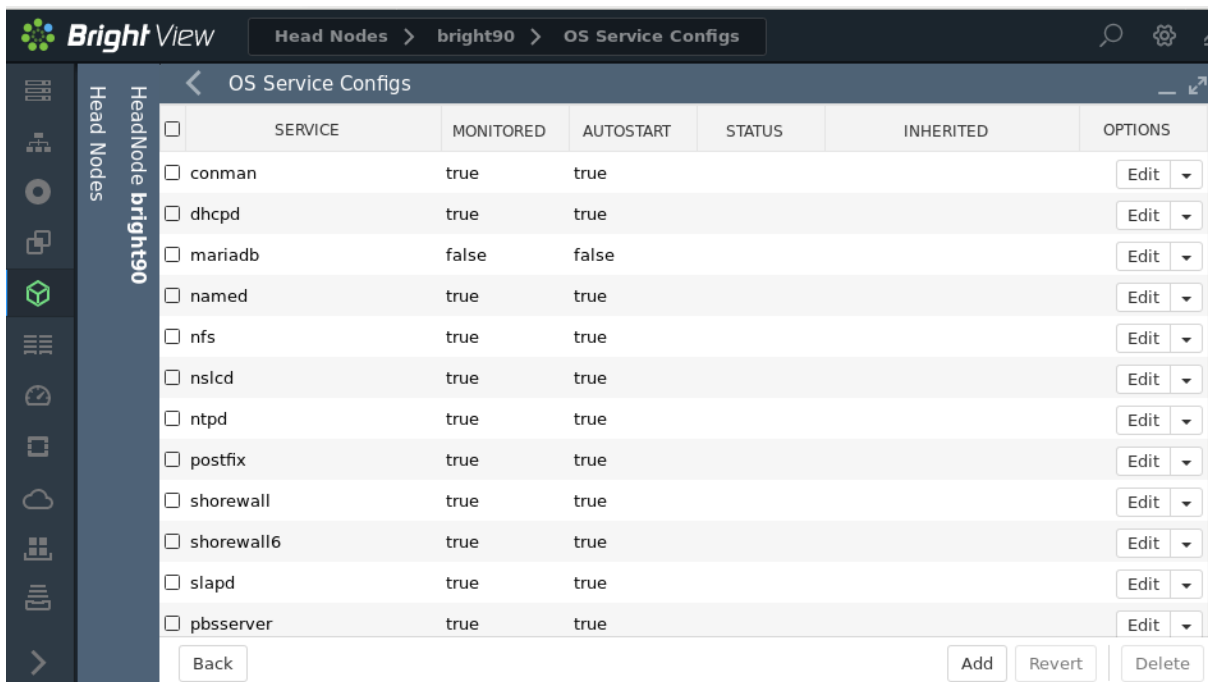 Bright View Head Nodes > bright90 > OS Service Configs
Head Nodes
HeadNode bright90
OS Service Configs
SERVICE MONITORED AUTOSTART STATUS INHERITED OPTIONS
conman true true Edit
dhcpd true true Edit
mariadb false false Edit
named true true Edit
nfs true true Edit
nslcd true true Edit
ntpd true true Edit
postfix true true Edit
shorewall true true Edit
shorewall6 true true Edit
slapd true true Edit
pbsserver true true Edit
Back Add Revert Delete